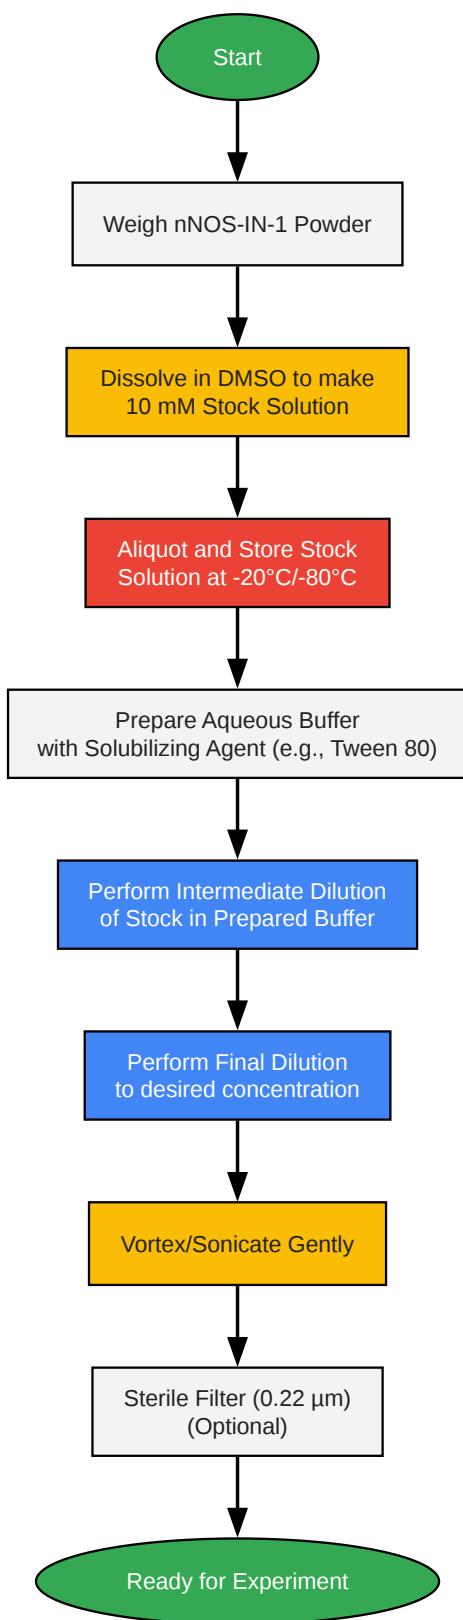 Start
Weigh nNOS-IN-1 Powder
Dissolve in DMSO to make
10 mM Stock Solution
Aliquot and Store Stock
Solution at -20°C/-80°C
Prepare Aqueous Buffer
with Solubilizing Agent (e.g., Tween 80)
Perform Intermediate Dilution
of Stock in Prepared Buffer
Perform Final Dilution
to desired concentration
Vortex/Sonicate Gently
Sterile Filter (0.22 µm)
(Optional)
Ready for Experiment